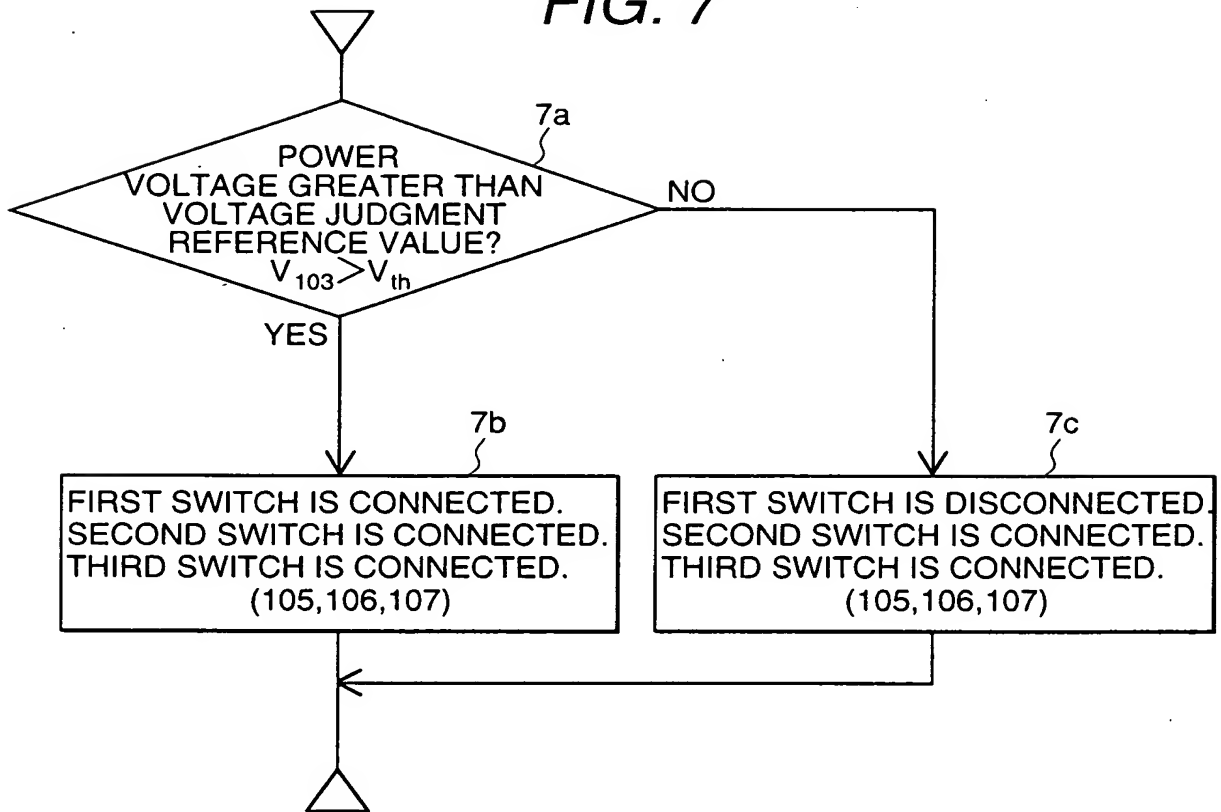 FIG. 7
7a
POWER
VOLTAGE GREATER THAN
VOLTAGE JUDGMENT
REFERENCE VALUE?
V103>Vth
NO
YES
7b
FIRST SWITCH IS CONNECTED.
SECOND SWITCH IS CONNECTED.
THIRD SWITCH IS CONNECTED.
(105,106,107)
7c
FIRST SWITCH IS DISCONNECTED.
SECOND SWITCH IS CONNECTED.
THIRD SWITCH IS CONNECTED.
(105,106,107)